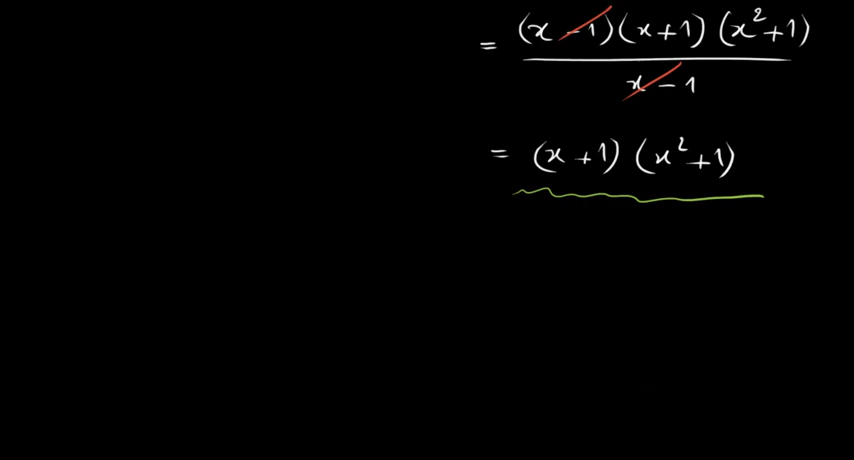 = (x - 1)(x + 1) (x² + 1)
x - 1
= (x + 1) (x² + 1)